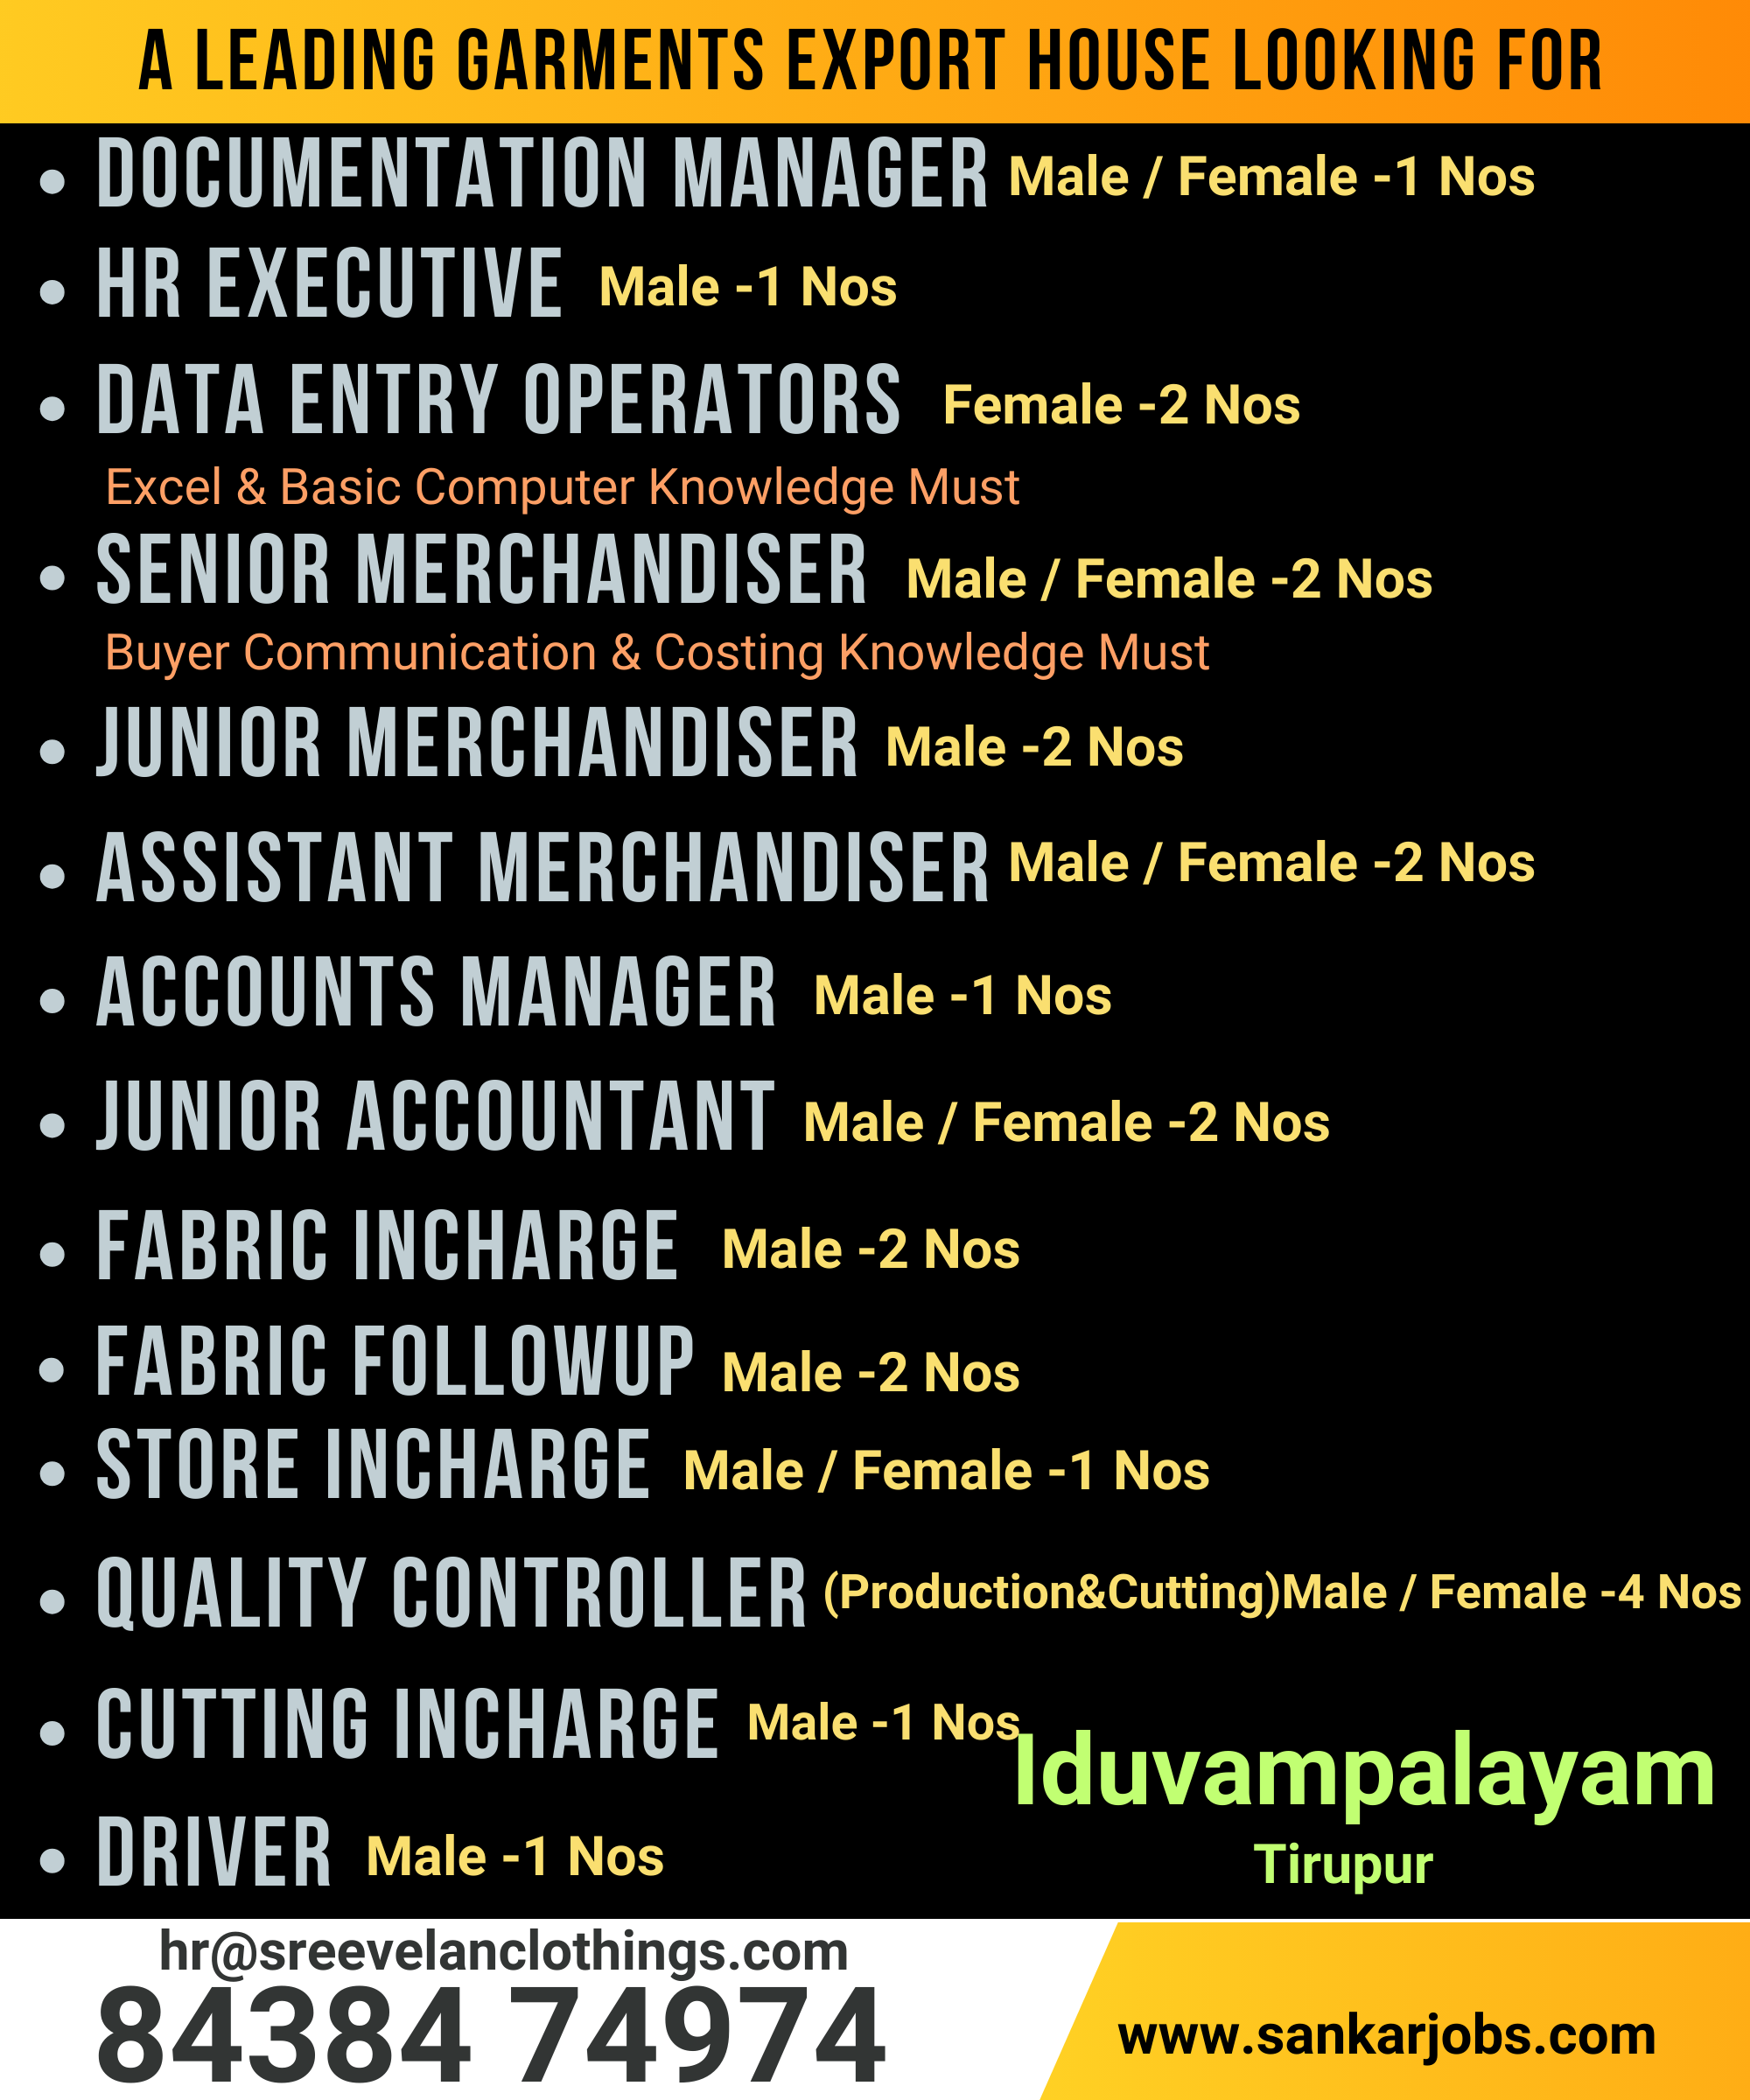 A LEADING GARMENTS EXPORT HOUSE LOOKING FOR
• DOCUMENTATION MANAGER Male / Female -1 Nos
• HR EXECUTIVE Male -1 Nos
• DATA ENTRY OPERATORS Female -2 Nos
Excel & Basic Computer Knowledge Must
• SENIOR MERCHANDISER Male / Female -2 Nos
Buyer Communication & Costing Knowledge Must
• JUNIOR MERCHANDISER Male -2 Nos
• ASSISTANT MERCHANDISER Male / Female -2 Nos
• ACCOUNTS MANAGER Male -1 Nos
• JUNIOR ACCOUNTANT Male / Female -2 Nos
• FABRIC INCHARGE Male -2 Nos
• FABRIC FOLLOWUP Male -2 Nos
• STORE INCHARGE Male / Female -1 Nos
• QUALITY CONTROLLER (Production&Cutting)Male / Female -4 Nos
• CUTTING INCHARGE Male -1 Nos
Iduvampalayam
• DRIVER Male -1 Nos
Tirupur
hr@sreevelanclothings.com
84384 74974
www.sankarjobs.com